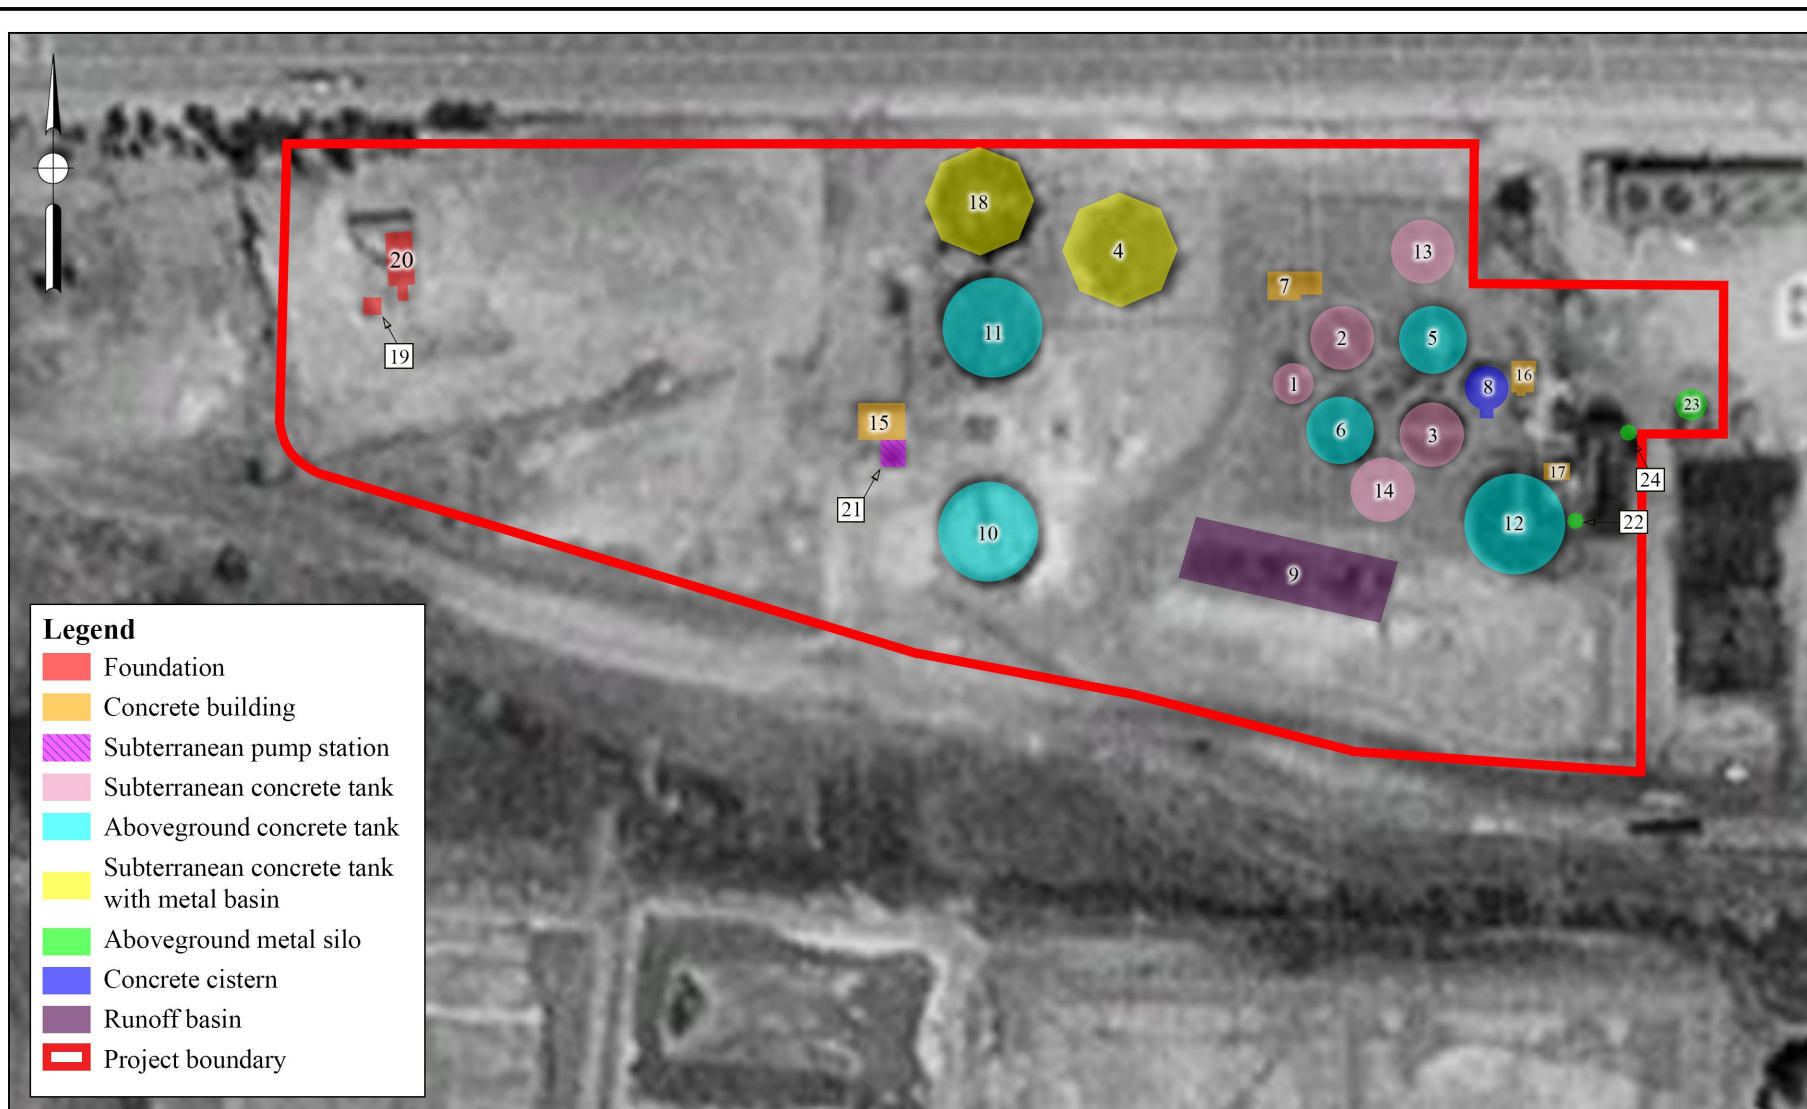 18
4
13
20
7
11
2
5
19
1
8
16
23
15
6
3
24
17
21
14
10
12
22
9
Legend
Foundation
Concrete building
Subterranean pump station
Subterranean concrete tank
Aboveground concrete tank
Subterranean concrete tank
with metal basin
Aboveground metal silo
Concrete cistern
Runoff basin
Project boundary